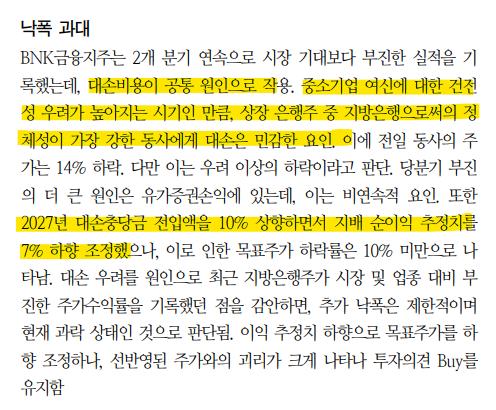 낙폭 과대
BNK금융지주는 2개 분기 연속으로 시장 기대보다 부진한 실적을 기
록했는데, 대손비용이 공통 원인으로 작용. 중소기업 여신에 대한 건전
성 우려가 높아지는 시기인 만큼, 상장 은행주 중 지방은행으로써의 정
체성이 가장 강한 동사에게 대손은 민감한 요인. 이에 전일 동사의 주
가는 14% 하락. 다만 이는 우려 이상의 하락이라고 판단. 당분기 부진
의 더 큰 원인은 유가증권손익에 있는데, 이는 비연속적 요인. 또한
2027년 대손충당금 전입액을 10% 상향하면서 지배 순이익 추정치를
7% 하향 조정했으나, 이로 인한 목표주가 하락률은 10% 미만으로 나
타남. 대손 우려를 원인으로 최근 지방은행주가 시장 및 업종 대비 부
진한 주가수익률을 기록했던 점을 감안하면, 추가 낙폭은 제한적이며
현재 과락 상태인 것으로 판단됨. 이익 추정치 하향으로 목표주가를 하
향 조정하나, 선반영된 주가와의 괴리가 크게 나타나 투자의견 Buy를
유지함